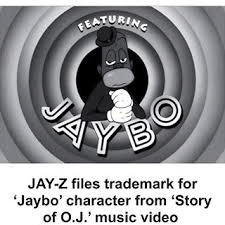 FEATURING
JAYBO
JAY-Z files trademark for
‘Jaybo’ character from ‘Story
of O.J.’ music video